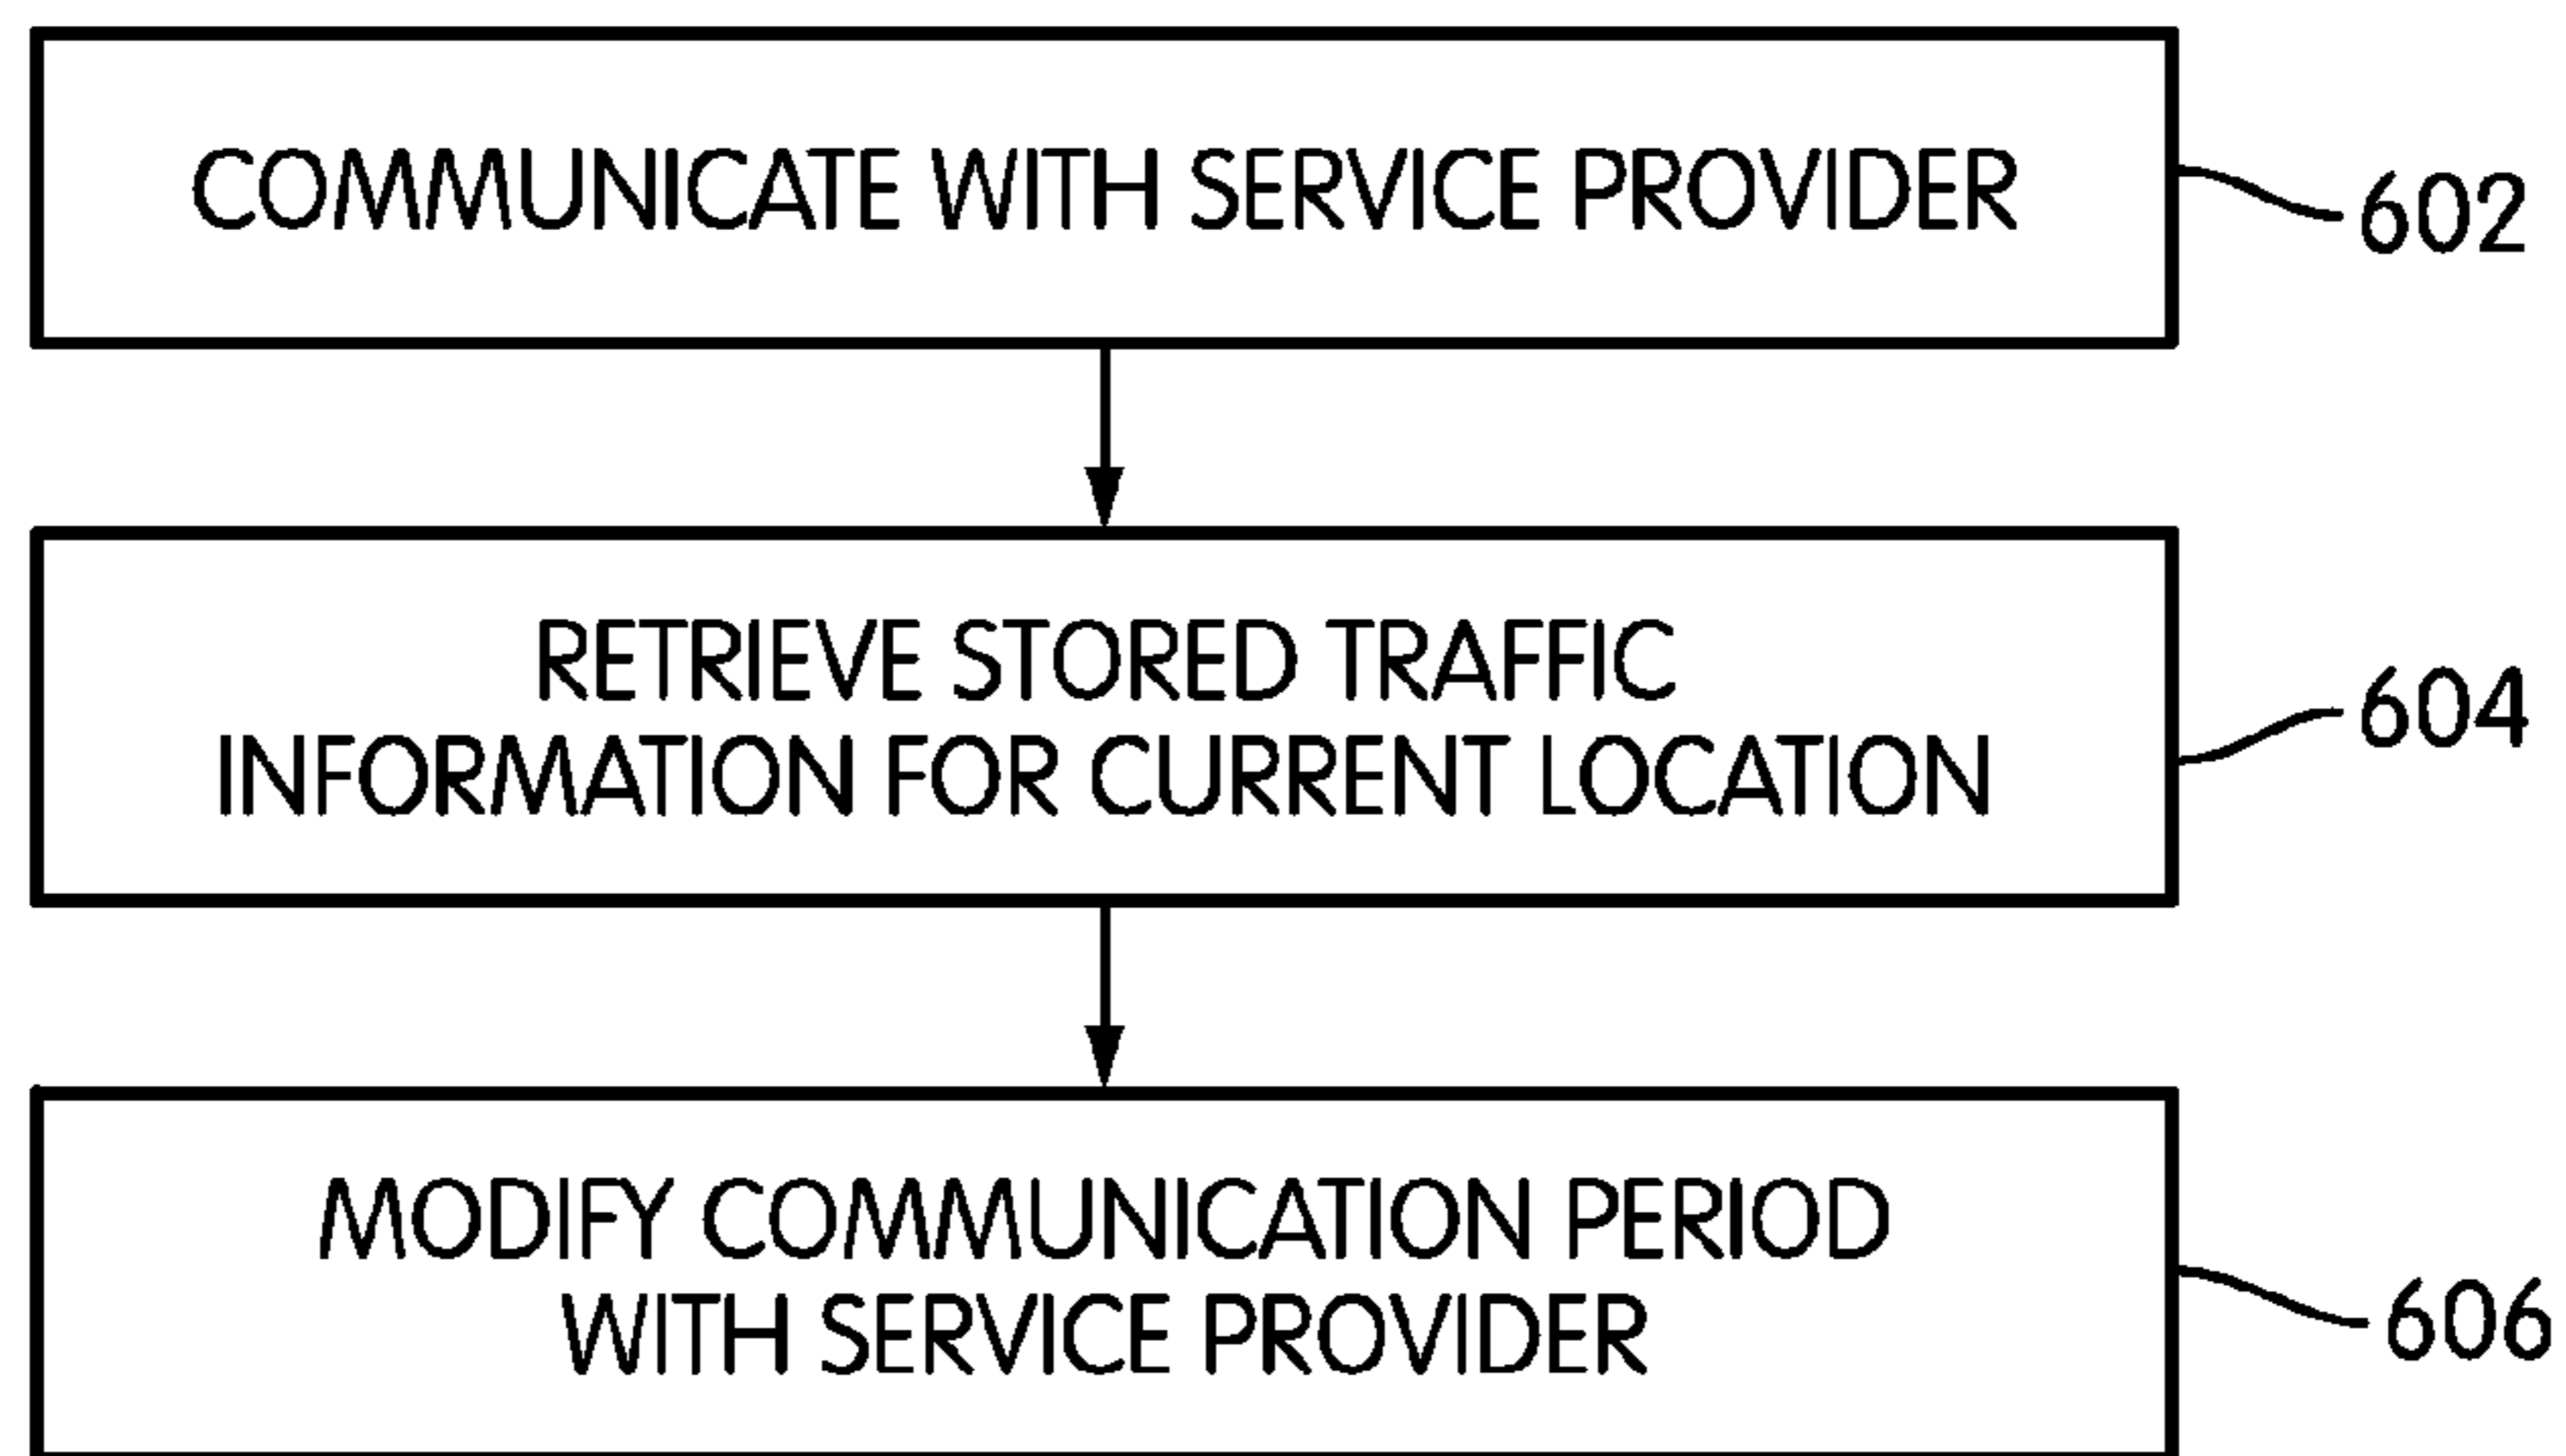 COMMUNICATE WITH SERVICE PROVIDER
602
RETRIEVE STORED TRAFFIC
INFORMATION FOR CURRENT LOCATION
604
MODIFY COMMUNICATION PERIOD
WITH SERVICE PROVIDER
606